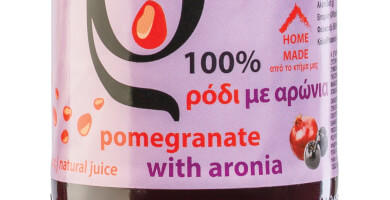 100%
HOME
MADE
από το κτήμα μας
ρόδι με αρώνια
pomegranate
natural juice with aronia